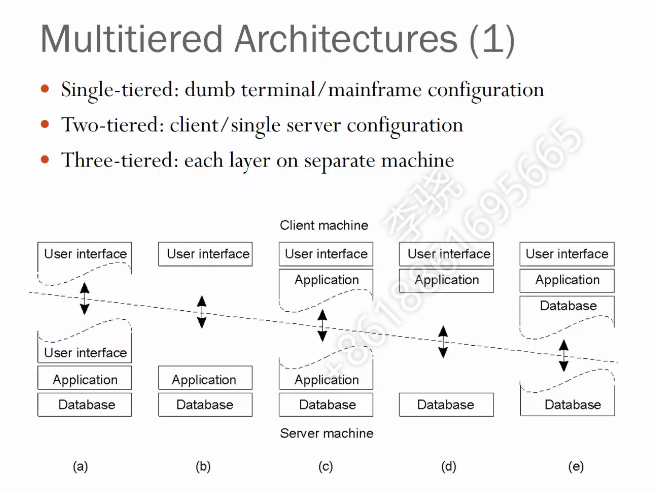 Multitiered Architectures (1)
• Single-tiered: dumb terminal/mainframe configuration
• Two-tiered: client/single server configuration
• Three-tiered: each layer on separate machine
Client machine
User interface User interface User interface User interface User interface
Application Application Application
Database
User interface
Application Application Application
Database Database Database Database Database
Server machine
(a) (b) (c) (d) (e)
李骁
+8618861695665